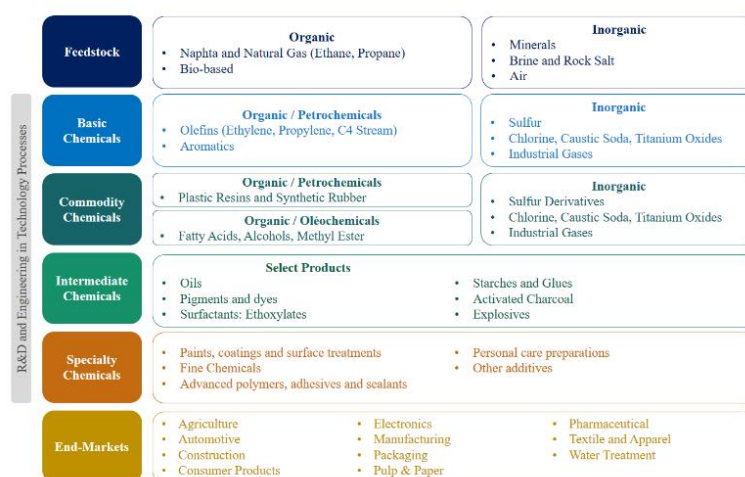 R&D and Engineering in Technology Processes
Feedstock
Organic
• Naphta and Natural Gas (Ethane, Propane)
• Bio-based
Inorganic
• Minerals
• Brine and Rock Salt
• Air
Basic
Chemicals
Organic / Petrochemicals
• Olefins (Ethylene, Propylene, C4 Stream)
• Aromatics
Inorganic
• Sulfur
• Chlorine, Caustic Soda, Titanium Oxides
• Industrial Gases
Commodity
Chemicals
Organic / Petrochemicals
• Plastic Resins and Synthetic Rubber
Organic / Oleochemicals
• Fatty Acids, Alcohols, Methyl Ester
Inorganic
• Sulfur Derivatives
• Chlorine, Caustic Soda, Titanium Oxides
• Industrial Gases
Intermediate
Chemicals
Select Products
• Oils
• Pigments and dyes
• Surfactants: Ethoxylates
• Starches and Glues
• Activated Charcoal
• Explosives
Specialty
Chemicals
• Paints, coatings and surface treatments
• Fine Chemicals
• Advanced polymers, adhesives and sealants
• Personal care preparations
• Other additives
End-Markets
• Agriculture
• Automotive
• Construction
• Consumer Products
• Electronics
• Manufacturing
• Packaging
• Pulp & Paper
• Pharmaceutical
• Textile and Apparel
• Water Treatment